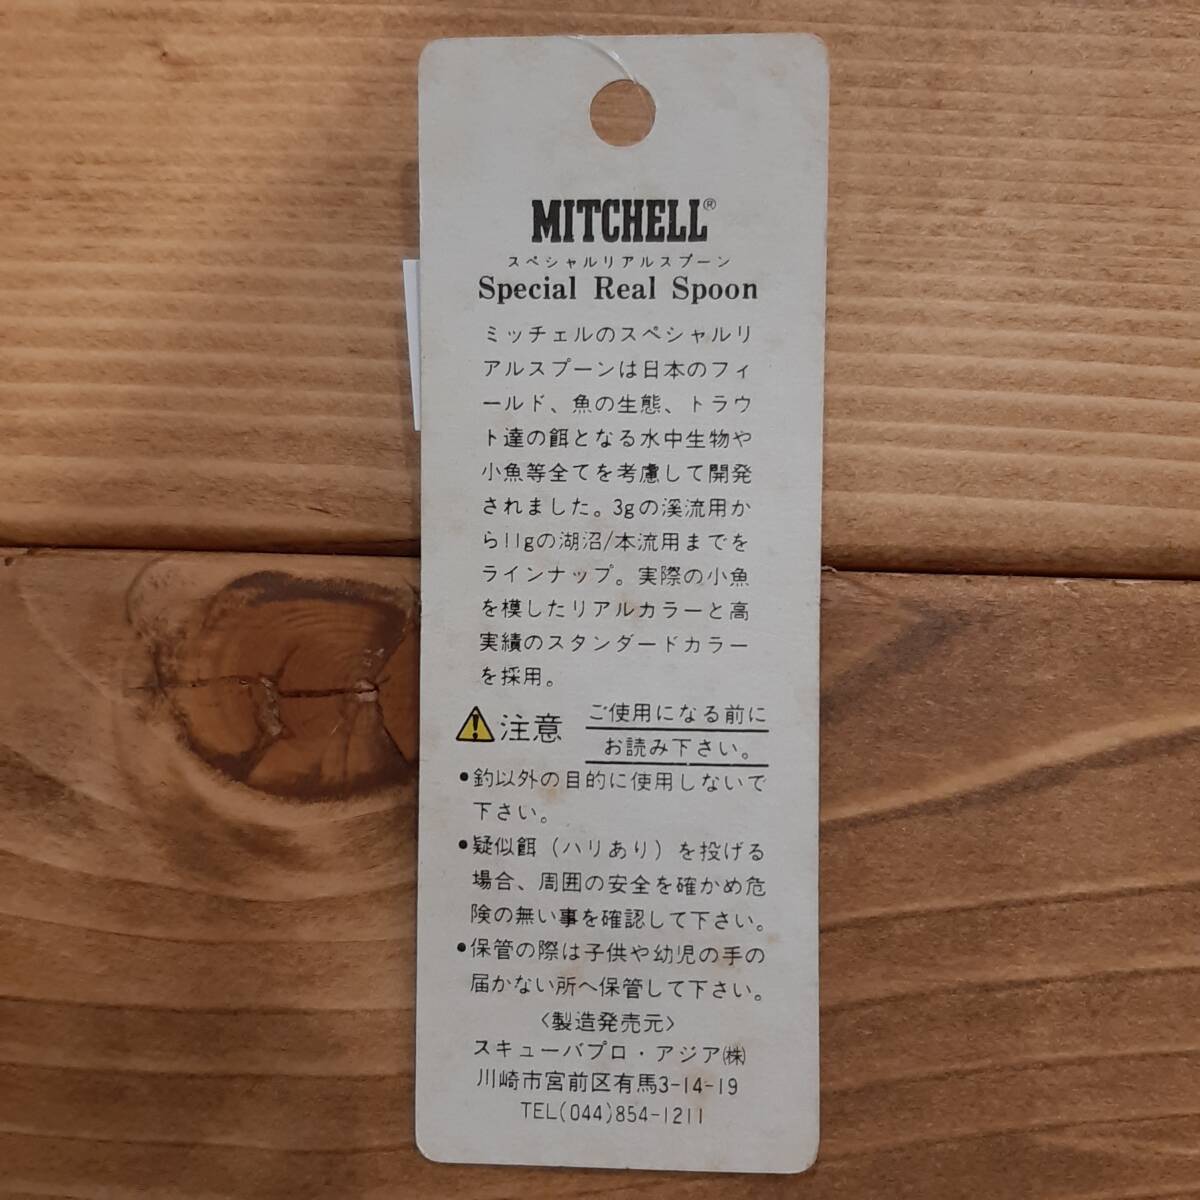 MITCHELL®
スペシャルリアルスプーン
Special Real Spoon
ミッチェルのスペシャルリ
アルスプーンは日本のフィ
ールド、魚の生態、トラウ
ト達の餌となる水中生物や
小魚等全てを考慮して開発
されました。3gの渓流用か
ら11gの湖沼/本流用までを
ラインナップ。実際の小魚
を模したリアルカラーと高
実績のスタンダードカラー
を採用。
注意 ご使用になる前に
お読み下さい。
•釣以外の目的に使用しないで
下さい。
•疑似餌（ハリあり）を投げる
場合、周囲の安全を確かめ危
険の無い事を確認して下さい。
•保管の際は子供や幼児の手の
届かない所へ保管して下さい。
〈製造発売元〉
スキューバプロ・アジア㈱
川崎市宮前区有馬3-14-19
TEL(044)854-1211